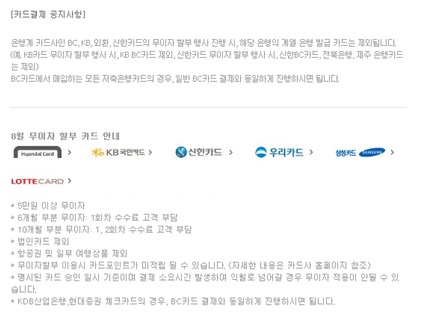 [카드결제 공지사항]
은행계 카드사인 BC, KB, 외환, 신한카드의 무이자 할부 행사 진행 시, 해당 은행의 계열 은행 발급 카드는 제외됩니다.
(예, KB카드 무이자 할부 행사 시, KB BC카드 제외, 신한카드 무이자 할부 행사 시, 신한BC카드, 전북은행, 제주 은행카드
는 제외)
BC카드에서 매입하는 모든 저축은행카드의 경우, 일반 BC카드 결제와 동일하게 진행하시면 됩니다.
8월 무이자 할부 카드 안내
Hyundai Card > KB국민카드 > 신한카드 > 우리카드 > 삼성카드 SAMSUNG >
LOTTECARD >
* 5만원 이상 무이자
* 6개월 부분 무이자: 1회차 수수료 고객 부담
* 10개월 부분 무이자: 1, 2회차 수수료 고객 부담
* 법인카드 제외
* 항공권 및 일부 여행상품 제외
* 무이자할부 이용시 카드포인트가 미적립 될 수 있습니다. (자세한 내용은 카드사 홈페이지 참조)
* 명시된 카드 승인 일시 기준이며 결제 소요시간 발생하여 익월로 넘어갈 경우 무이자 적용이 안될 수 있
습니다.
* KDB산업은행,현대증권 체크카드의 경우, BC카드 결제와 동일하게 진행하시면 됩니다.